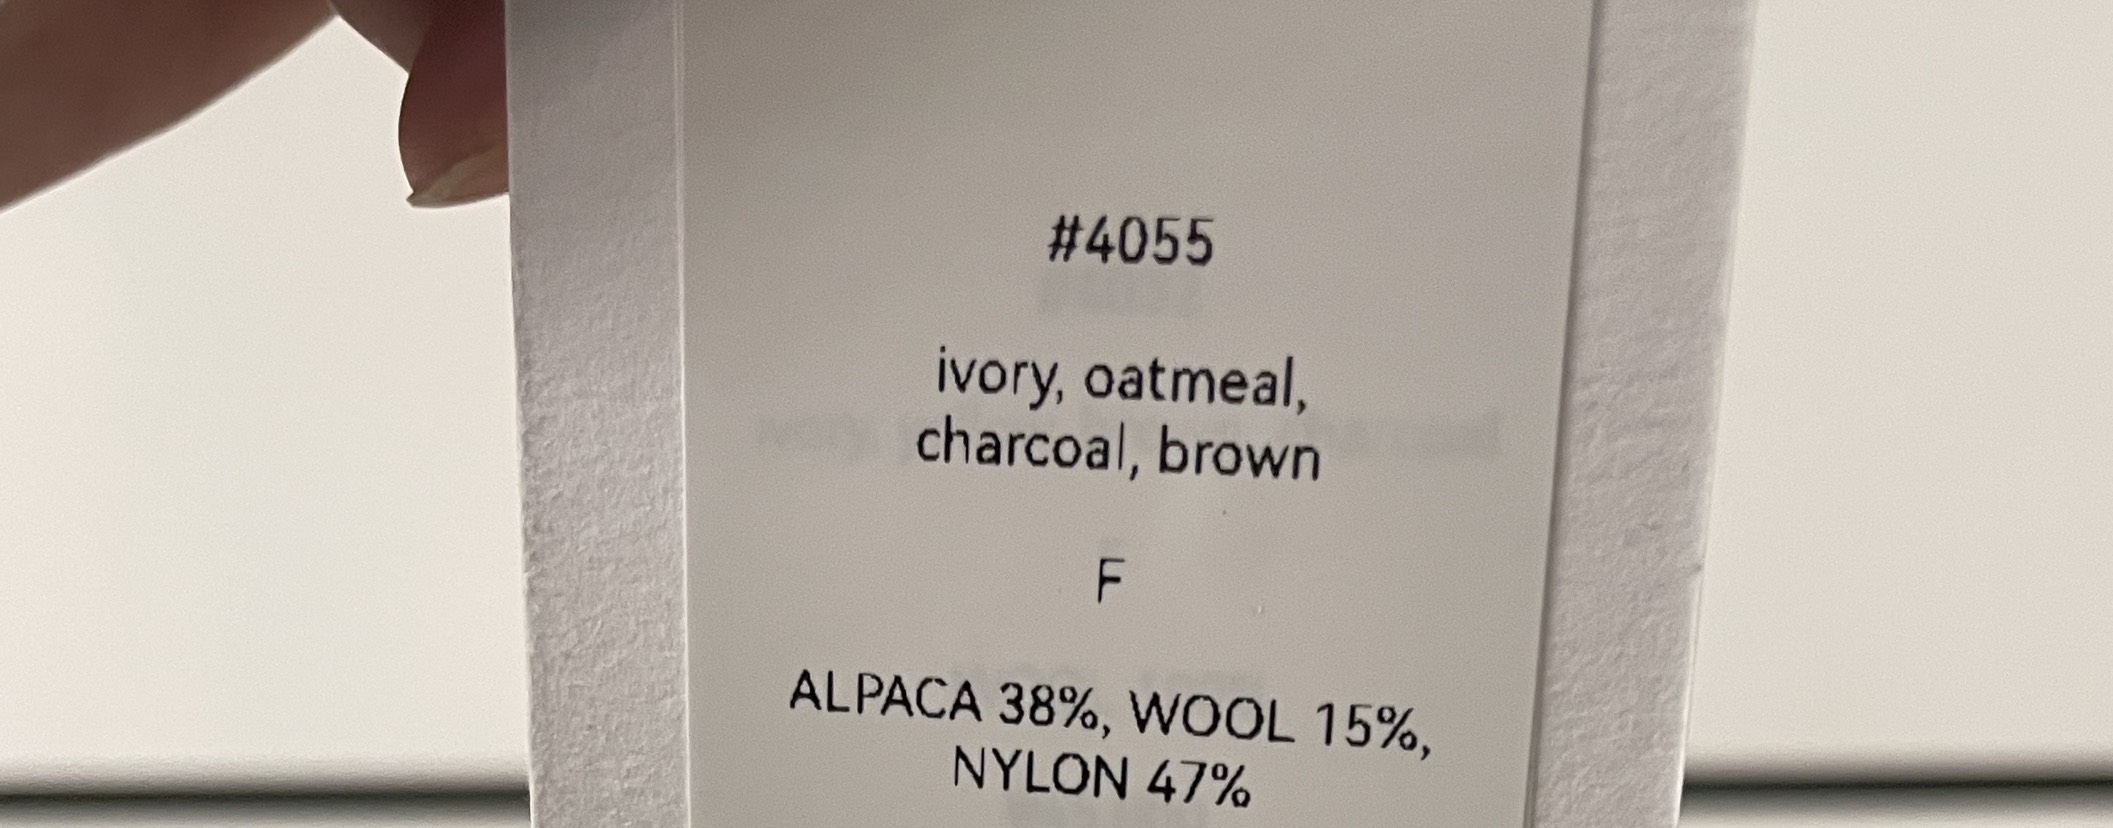 #4055
ivory, oatmeal,
charcoal, brown
F
ALPACA 38%, WOOL 15%,
NYLON 47%